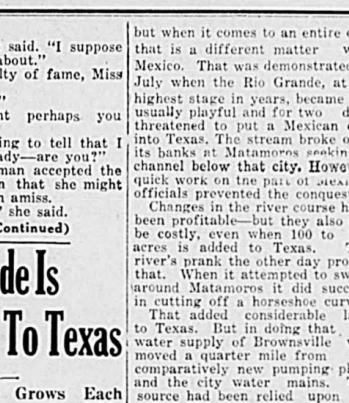 said. "I suppose
about."
lty of fame, Miss
"
nt perhaps you
ing to tell that I
ady—are you?"
man accepted the
n that she might
n amiss.
" she said.
Continued)
de Is
To Texas
Grows Each
but when it comes to an entire
that is a different matter
Mexico. That was demonstrated
July when the Rio Grande, at
highest stage in years, became
usually playful and for two d
threatened to put a Mexican
into Texas. The stream broke o
its banks at Matamoros seekin
channel below that city. Howe
quick work on the part of
officials prevented the conques
Changes in the river course h
been profitable—but they also
be costly, even when 100 to
acres is added to Texas.
river's prank the other day pro
that. When it attempted to sw
around Matamoros it did succ
in cutting off a horseshoe cur
That added considerable l
to Texas. But in doing that
water supply of Brownsville
moved a quarter mile from
comparatively new pumping pl
and the city water mains.
source had been relied upon